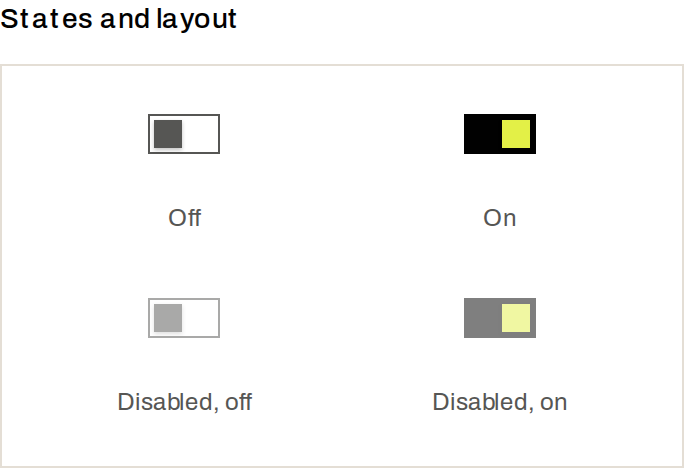 States and layout
Off
On
Disabled, off
Disabled, on